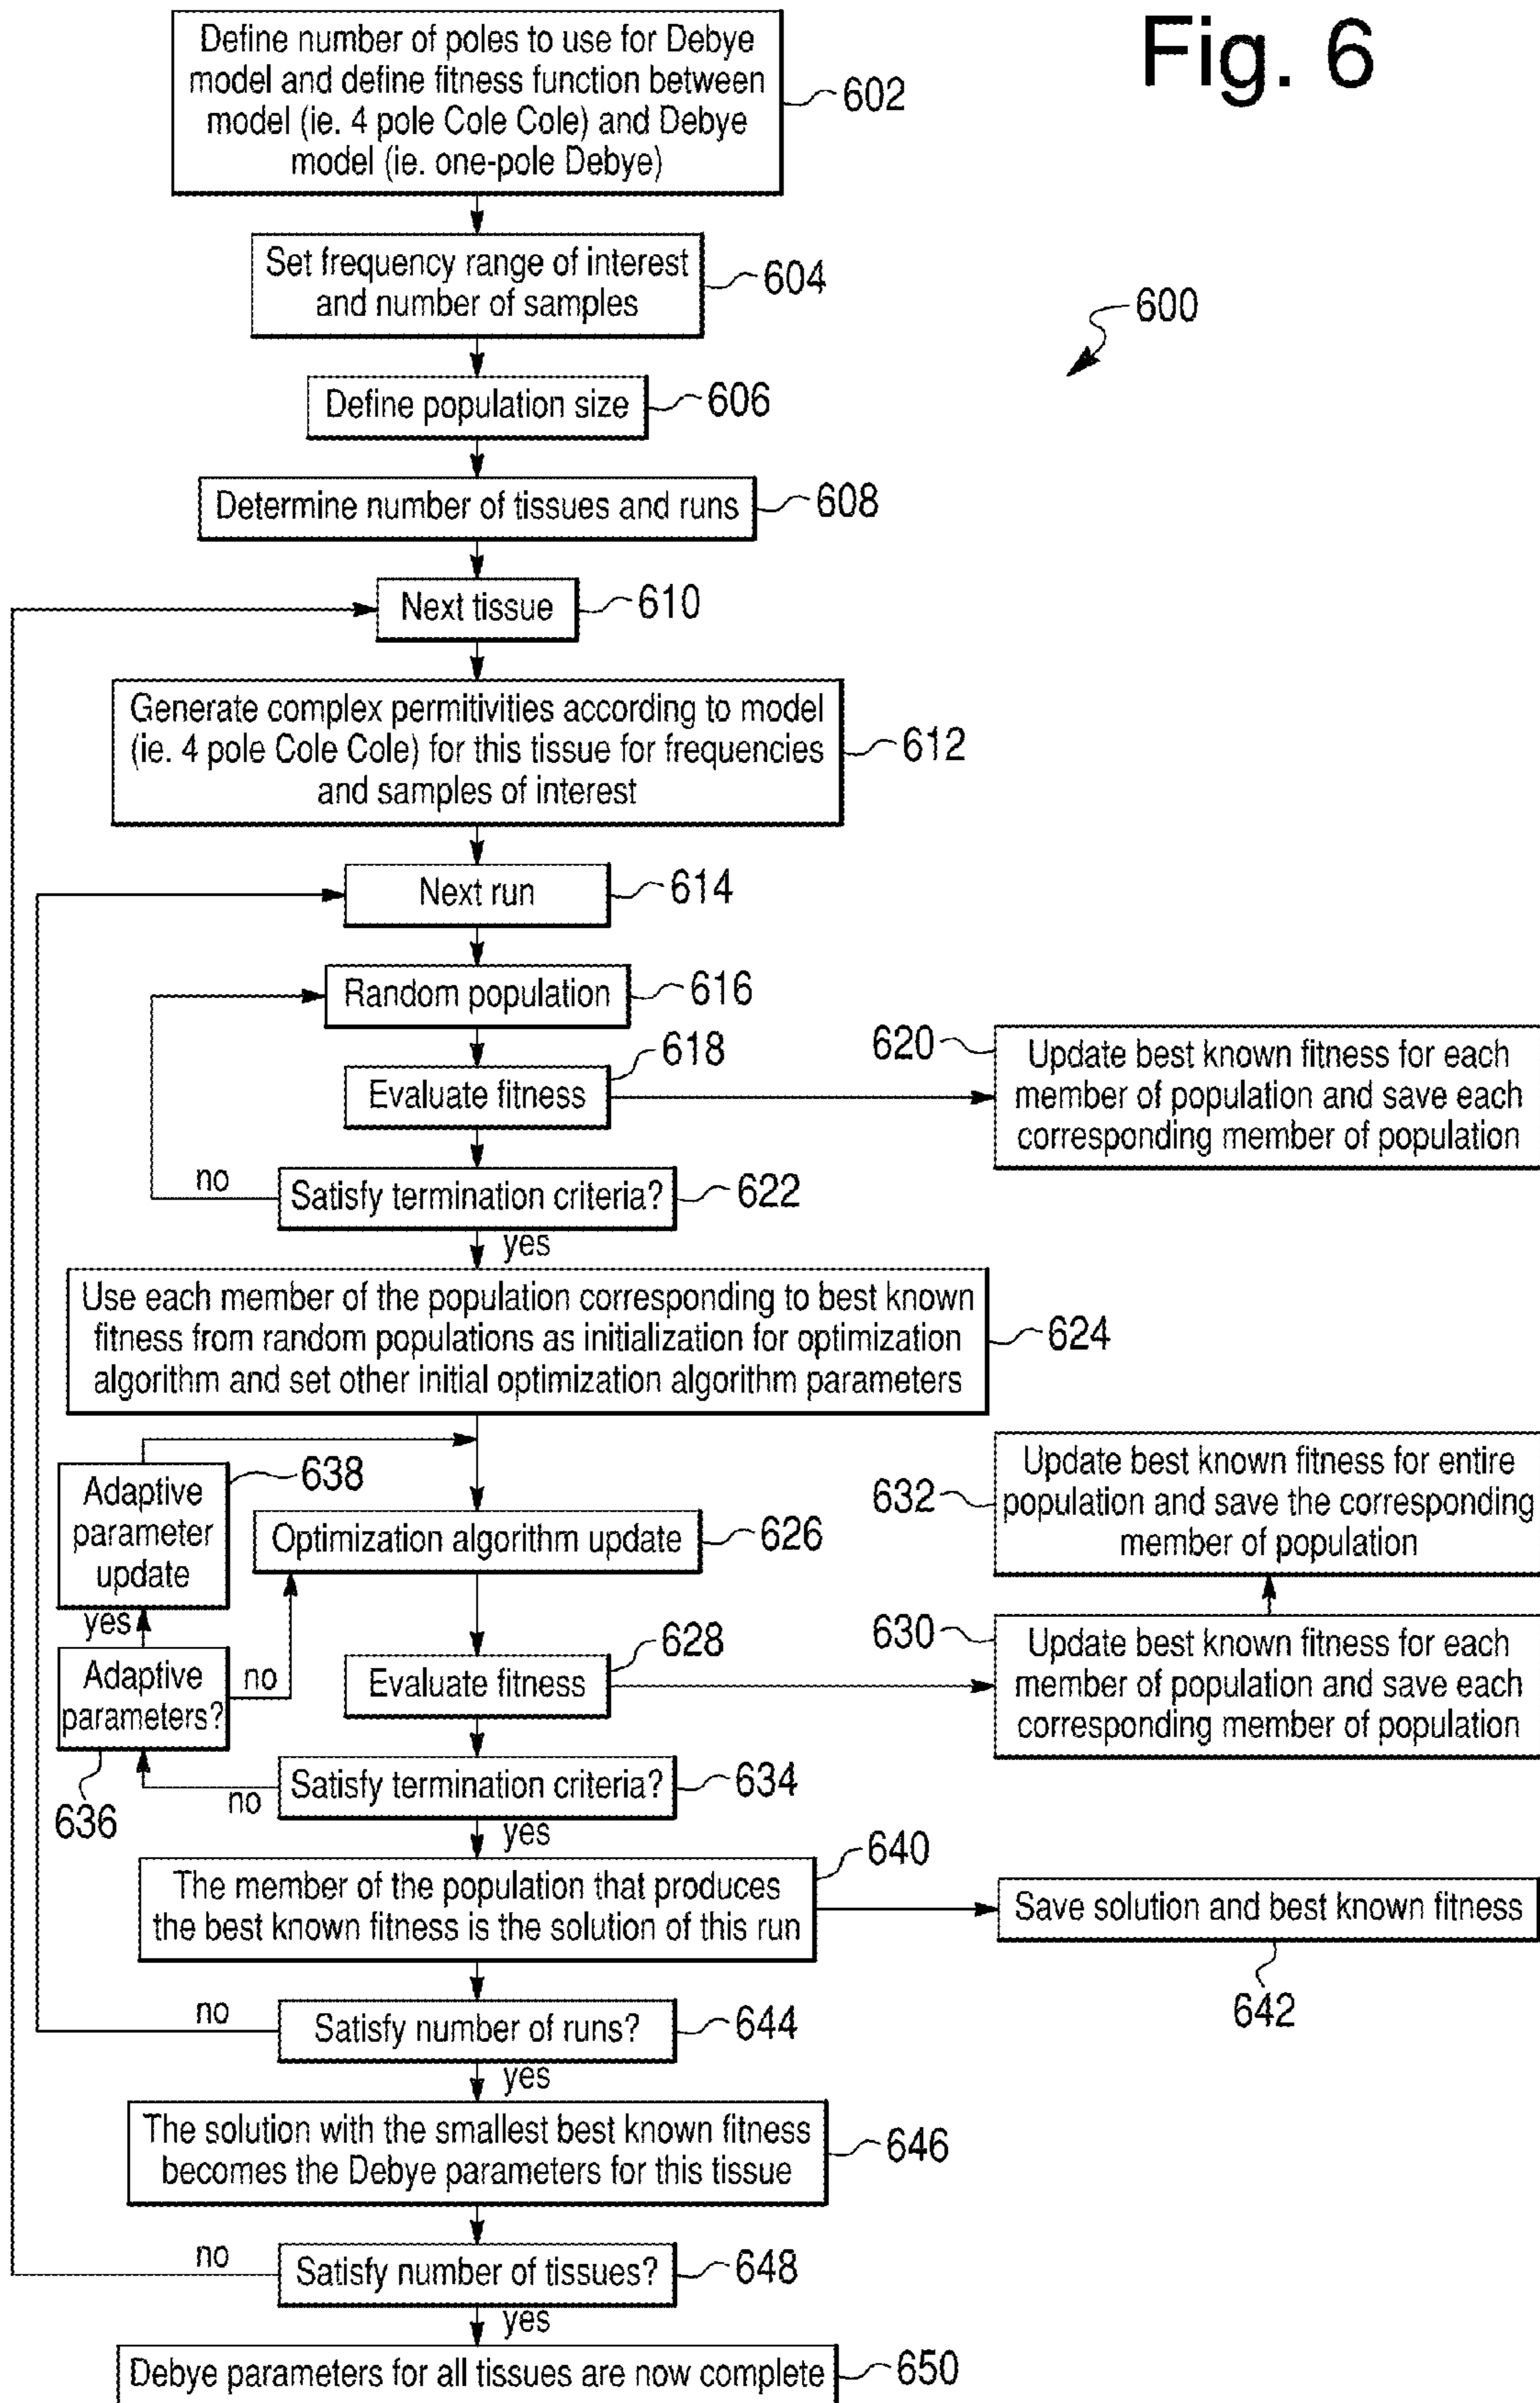 Fig. 6
Define number of poles to use for Debye
model and define fitness function between
model (ie. 4 pole Cole Cole) and Debye
model (ie. one-pole Debye)
602
Set frequency range of interest
and number of samples
604
600
Define population size
606
Determine number of tissues and runs
608
Next tissue
610
Generate complex permitivities according to model
(ie. 4 pole Cole Cole) for this tissue for frequencies
and samples of interest
612
Next run
614
Random population
616
Evaluate fitness
618
620
Update best known fitness for each
member of population and save each
corresponding member of population
no
Satisfy termination criteria?
622
yes
Use each member of the population corresponding to best known
fitness from random populations as initialization for optimization
algorithm and set other initial optimization algorithm parameters
624
Adaptive
parameter
update
638
Optimization algorithm update
626
632
Update best known fitness for entire
population and save the corresponding
member of population
yes
Adaptive
parameters?
no
636
Evaluate fitness
628
630
Update best known fitness for each
member of population and save each
corresponding member of population
no
Satisfy termination criteria?
634
yes
The member of the population that produces
the best known fitness is the solution of this run
640
Save solution and best known fitness
642
no
Satisfy number of runs?
644
yes
The solution with the smallest best known fitness
becomes the Debye parameters for this tissue
646
no
Satisfy number of tissues?
648
yes
Debye parameters for all tissues are now complete
650